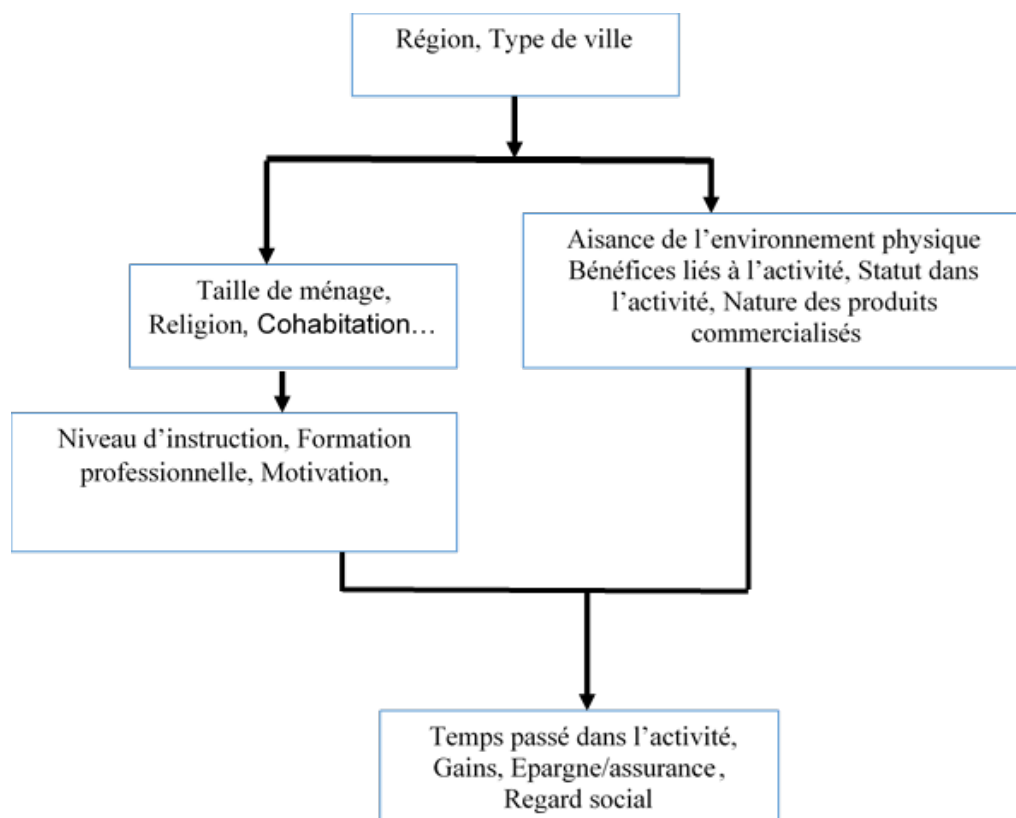 Région, Type de ville
Aisance de l’environnement physique
Bénéfices liés à l’activité, Statut dans
l’activité, Nature des produits
commercialisés
Taille de ménage,
Religion, Cohabitation…
Niveau d’instruction, Formation
professionnelle, Motivation,
Temps passé dans l’activité,
Gains, Epargne/assurance,
Regard social